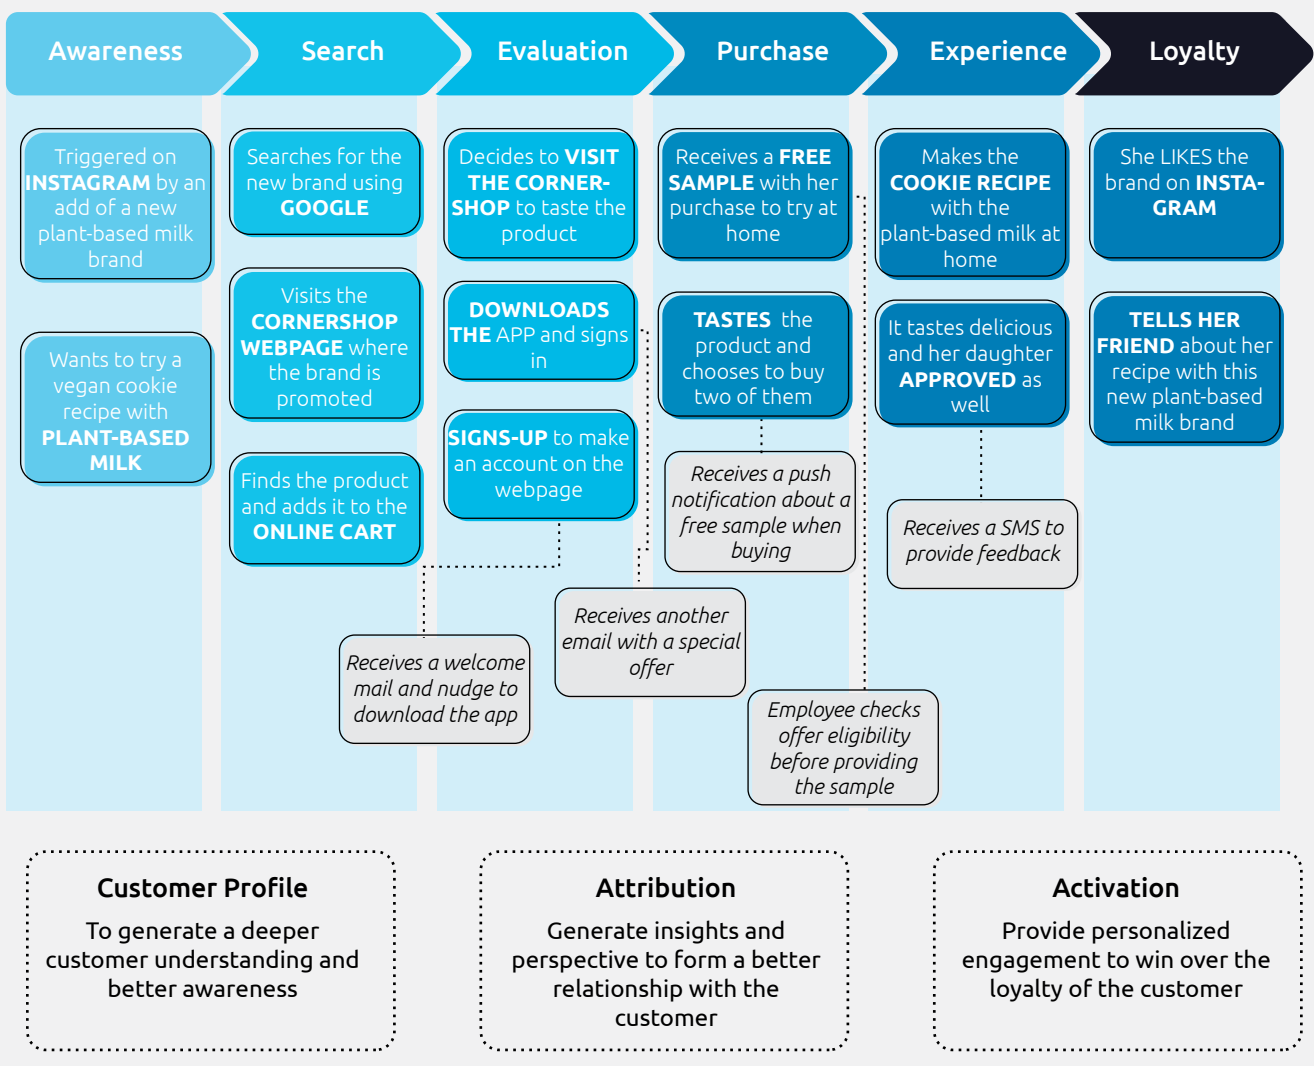 Awareness
Search
Evaluation
Purchase
Experience
Loyalty
Triggered on
INSTAGRAM by an
add of a new
plant-based milk
brand
Wants to try a
vegan cookie
recipe with
PLANT-BASED
MILK
Searches for the
new brand using
GOOGLE
Visits the
CORNERSHOP
WEBPAGE where
the brand is
promoted
Finds the product
and adds it to the
ONLINE CART
Decides to VISIT
THE CORNER-
SHOP to taste the
product
DOWNLOADS
THE APP and signs
in
SIGNS-UP to make
an account on the
webpage
Receives a welcome
mail and nudge to
download the app
Receives another
email with a special
offer
Receives a FREE
SAMPLE with her
purchase to try at
home
TASTES the
product and
chooses to buy
two of them
Receives a push
notification about a
free sample when
buying
Employee checks
offer eligibility
before providing
the sample
Makes the
COOKIE RECIPE
with the
plant-based milk at
home
It tastes delicious
and her daughter
APPROVED as
well
Receives a SMS to
provide feedback
She LIKES the
brand on INSTA-
GRAM
TELLS HER
FRIEND about her
recipe with this
new plant-based
milk brand
Customer Profile
To generate a deeper
customer understanding and
better awareness
Attribution
Generate insights and
perspective to form a better
relationship with the
customer
Activation
Provide personalized
engagement to win over the
loyalty of the customer